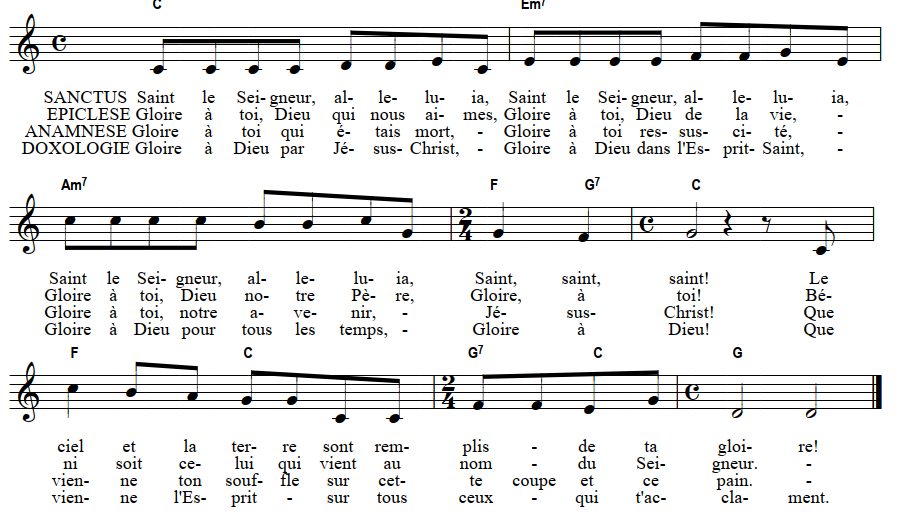 C Em7
SANCTUS Saint le Sei- gneur, al- le- lu- ia, Saint le Sei- gneur, al- le- lu- ia,
EPICLESE Gloire à toi, Dieu qui nous ai- mes, Gloire à toi, Dieu de la vie, -
ANAMNESE Gloire à toi qui é- tais mort, - Gloire à toi res- sus- ci- té, -
DOXOLOGIE Gloire à Dieu par Jé- sus- Christ, - Gloire à Dieu dans l'Es- prit- Saint, -
Am7 F G7 C
2 4
Saint le Sei- gneur, al- le- lu- ia, Saint, saint, saint! Le
Gloire à toi, Dieu no- tre Pè- re, Gloire, à toi! Bé-
Gloire à toi, notre a- ve- nir, - Jé- sus- Christ! Que
Gloire à Dieu pour tous les temps, - Gloire à Dieu! Que
F C G7 C G
2 4
ciel et la ter- re sont rem- plis - de ta gloi- re!
ni soit ce- lui qui vient au nom - du Sei- gneur. -
vien- ne ton souf- fle sur cet- te coupe et ce pain. -
vien- ne l'Es- prit - sur tous ceux - qui t'ac- cla- ment.